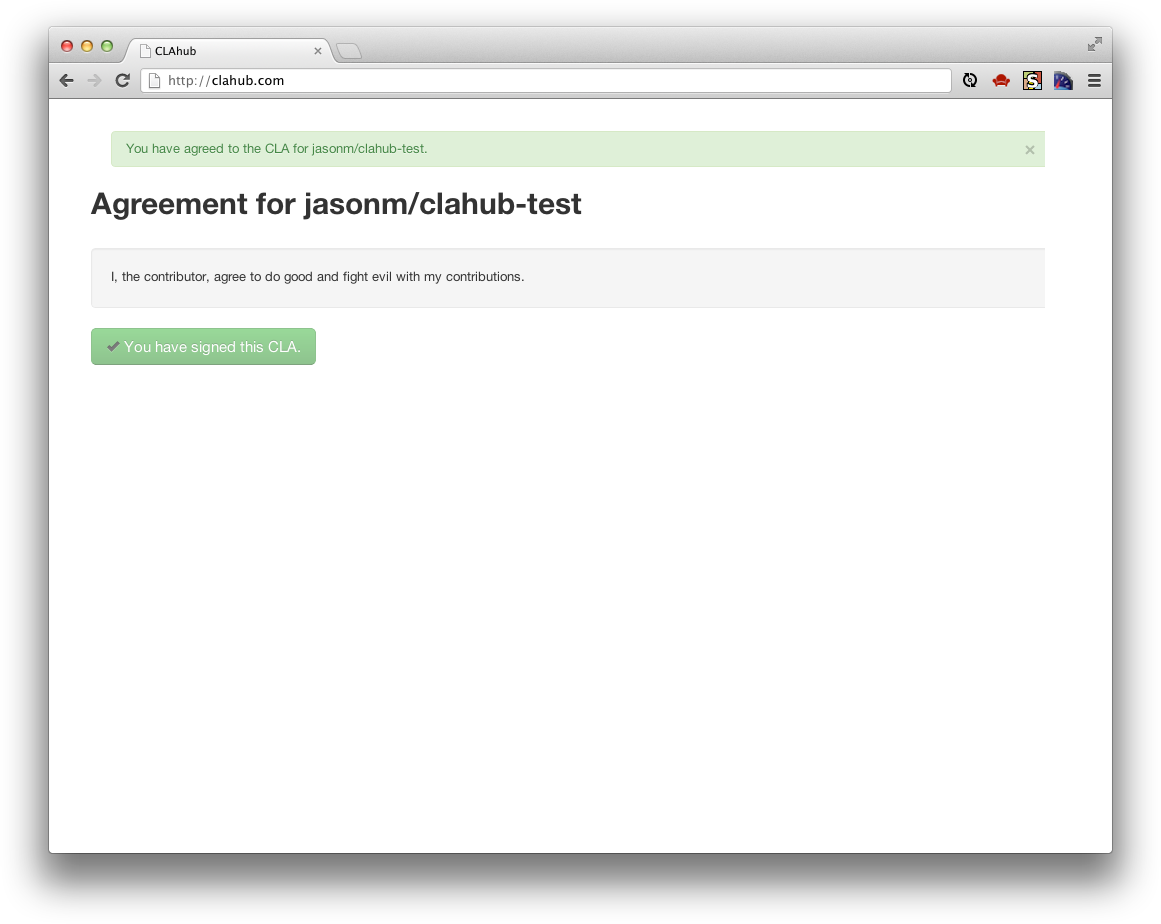 CLAhub
http://clahub.com
You have agreed to the CLA for jasonm/clahub-test.
×
Agreement for jasonm/clahub-test
I, the contributor, agree to do good and fight evil with my contributions.
You have signed this CLA.